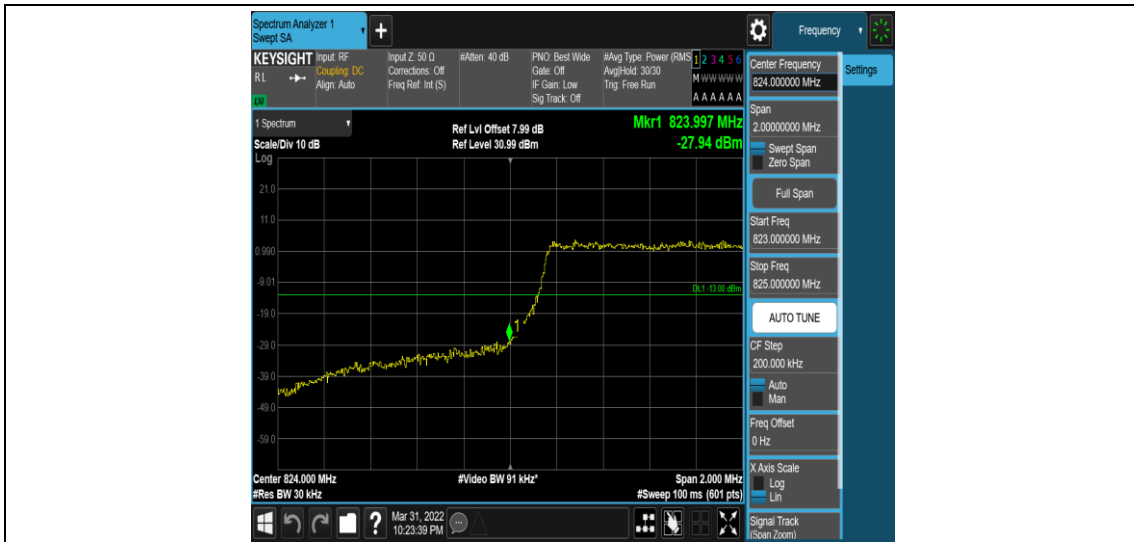 Spectrum Analyzer 1
Swept SA
Frequency
KEYSIGHT
RL
LXI
Input: RF
Coupling: DC
Align: Auto
Input Z: 50 Ω
Corrections: Off
Freq Ref: Int (S)
#Atten: 40 dB
PNO: Best Wide
Gate: Off
IF Gain: Low
Sig Track: Off
#Avg Type: Power (RMS
Avg|Hold: 30/30
Trig: Free Run
1 2 3 4 5 6
M W W W W W
A A A A A A
1 Spectrum
Scale/Div 10 dB
Log
Ref Lvl Offset 7.99 dB
Ref Level 30.99 dBm
Mkr1 823.997 MHz
-27.94 dBm
21.0
11.0
0.990
-9.01
DL1 -13.00 dBm
-19.0
1
-29.0
-39.0
-49.0
-59.0
Center 824.000 MHz
#Res BW 30 kHz
#Video BW 91 kHz*
Span 2.000 MHz
#Sweep 100 ms (601 pts)
?
Mar 31, 2022
10:23:39 PM
Center Frequency
824.000000 MHz
Settings
Span
2.00000000 MHz
Swept Span
Zero Span
Full Span
Start Freq
823.000000 MHz
Stop Freq
825.000000 MHz
AUTO TUNE
CF Step
200.000 kHz
Auto
Man
Freq Offset
0 Hz
X Axis Scale
Log
Lin
Signal Track
(Span Zoom)